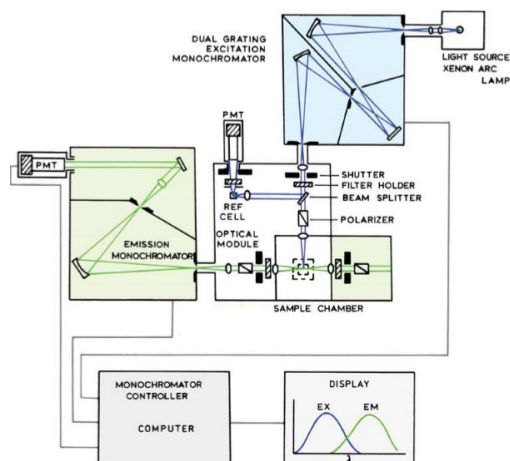 DUAL GRATING
EXCITATION
MONOCHROMATOR
LIGHT SOURCE
XENON ARC
LAMP
PMT
PMT
SHUTTER
FILTER HOLDER
BEAM SPLITTER
REF
CELL
POLARIZER
OPTICAL
MODULE
EMISSION
MONOCHROMATOR
SAMPLE CHAMBER
MONOCHROMATOR
CONTROLLER
COMPUTER
DISPLAY
EX
EM
λ